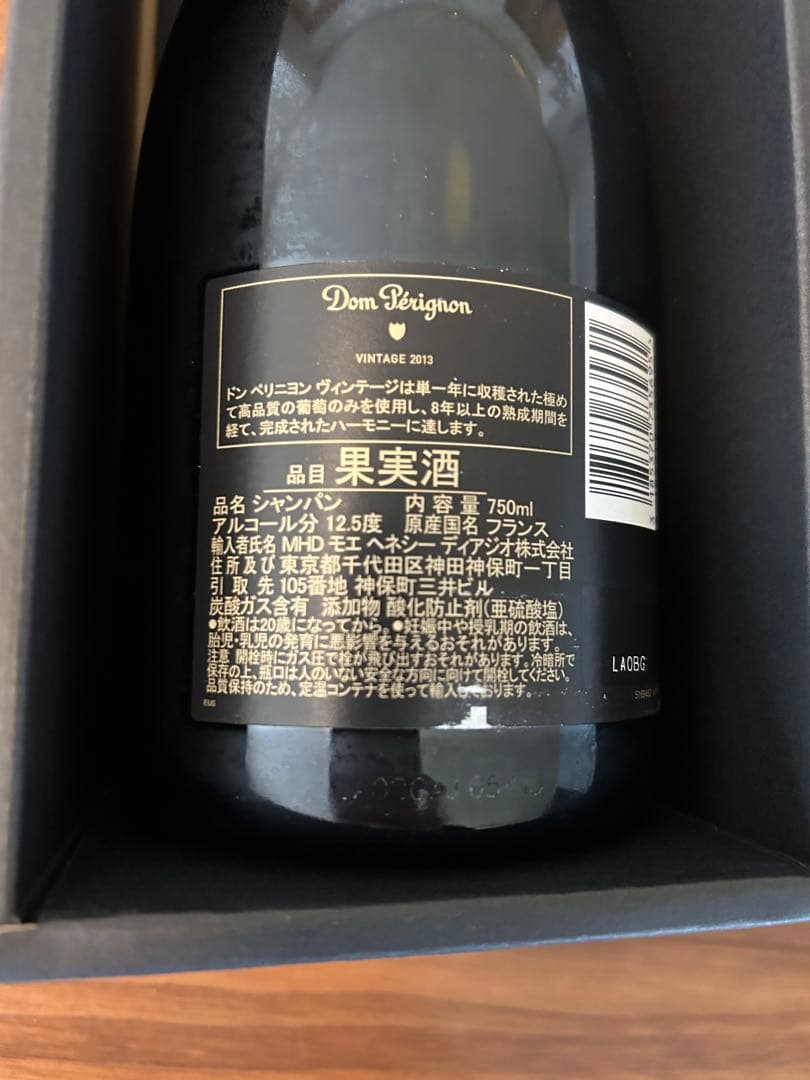 Dom Pérignon
VINTAGE 2013
ドン ペリニヨン ヴィンテージは単一年に収穫された極め
て高品質の葡萄のみを使用し、8年以上の熟成期間を
経て、完成されたハーモニーに達します。
品目 果実酒
品名 シャンパン 内容量 750ml
アルコール分 12.5度 原産国名 フランス
輸入者氏名 MHD モエ ヘネシー ディアジオ株式会社
住所及び 東京都千代田区神田神保町一丁目
引取先 105番地 神保町三井ビル
炭酸ガス含有 添加物 酸化防止剤(亜硫酸塩)
●飲酒は20歳になってから。●妊娠中や授乳期の飲酒は、
胎児・乳児の発育に悪影響を与えるおそれがあります。
注意 開栓時にガス圧で栓が飛び出すおそれがあります。冷暗所で
保存の上、瓶口は人のいない安全な方向に向けて開栓してください。
品質保持のため、定温コンテナを使って輸入しております。
LAOBG